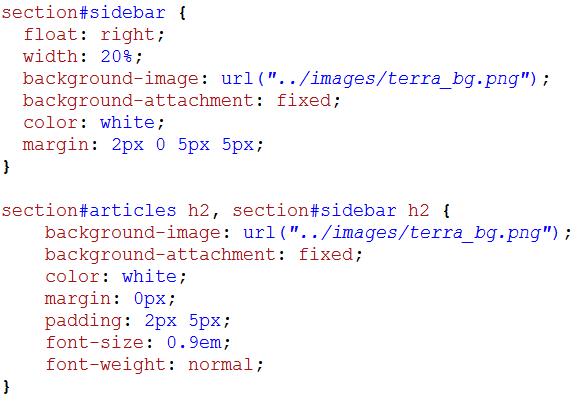 section#sidebar {
  float: right;
  width: 20%;
  background-image: url("../images/terra_bg.png");
  background-attachment: fixed;
  color: white;
  margin: 2px 0 5px 5px;
}

section#articles h2, section#sidebar h2 {
    background-image: url("../images/terra_bg.png");
    background-attachment: fixed;
    color: white;
    margin: 0px;
    padding: 2px 5px;
    font-size: 0.9em;
    font-weight: normal;
}